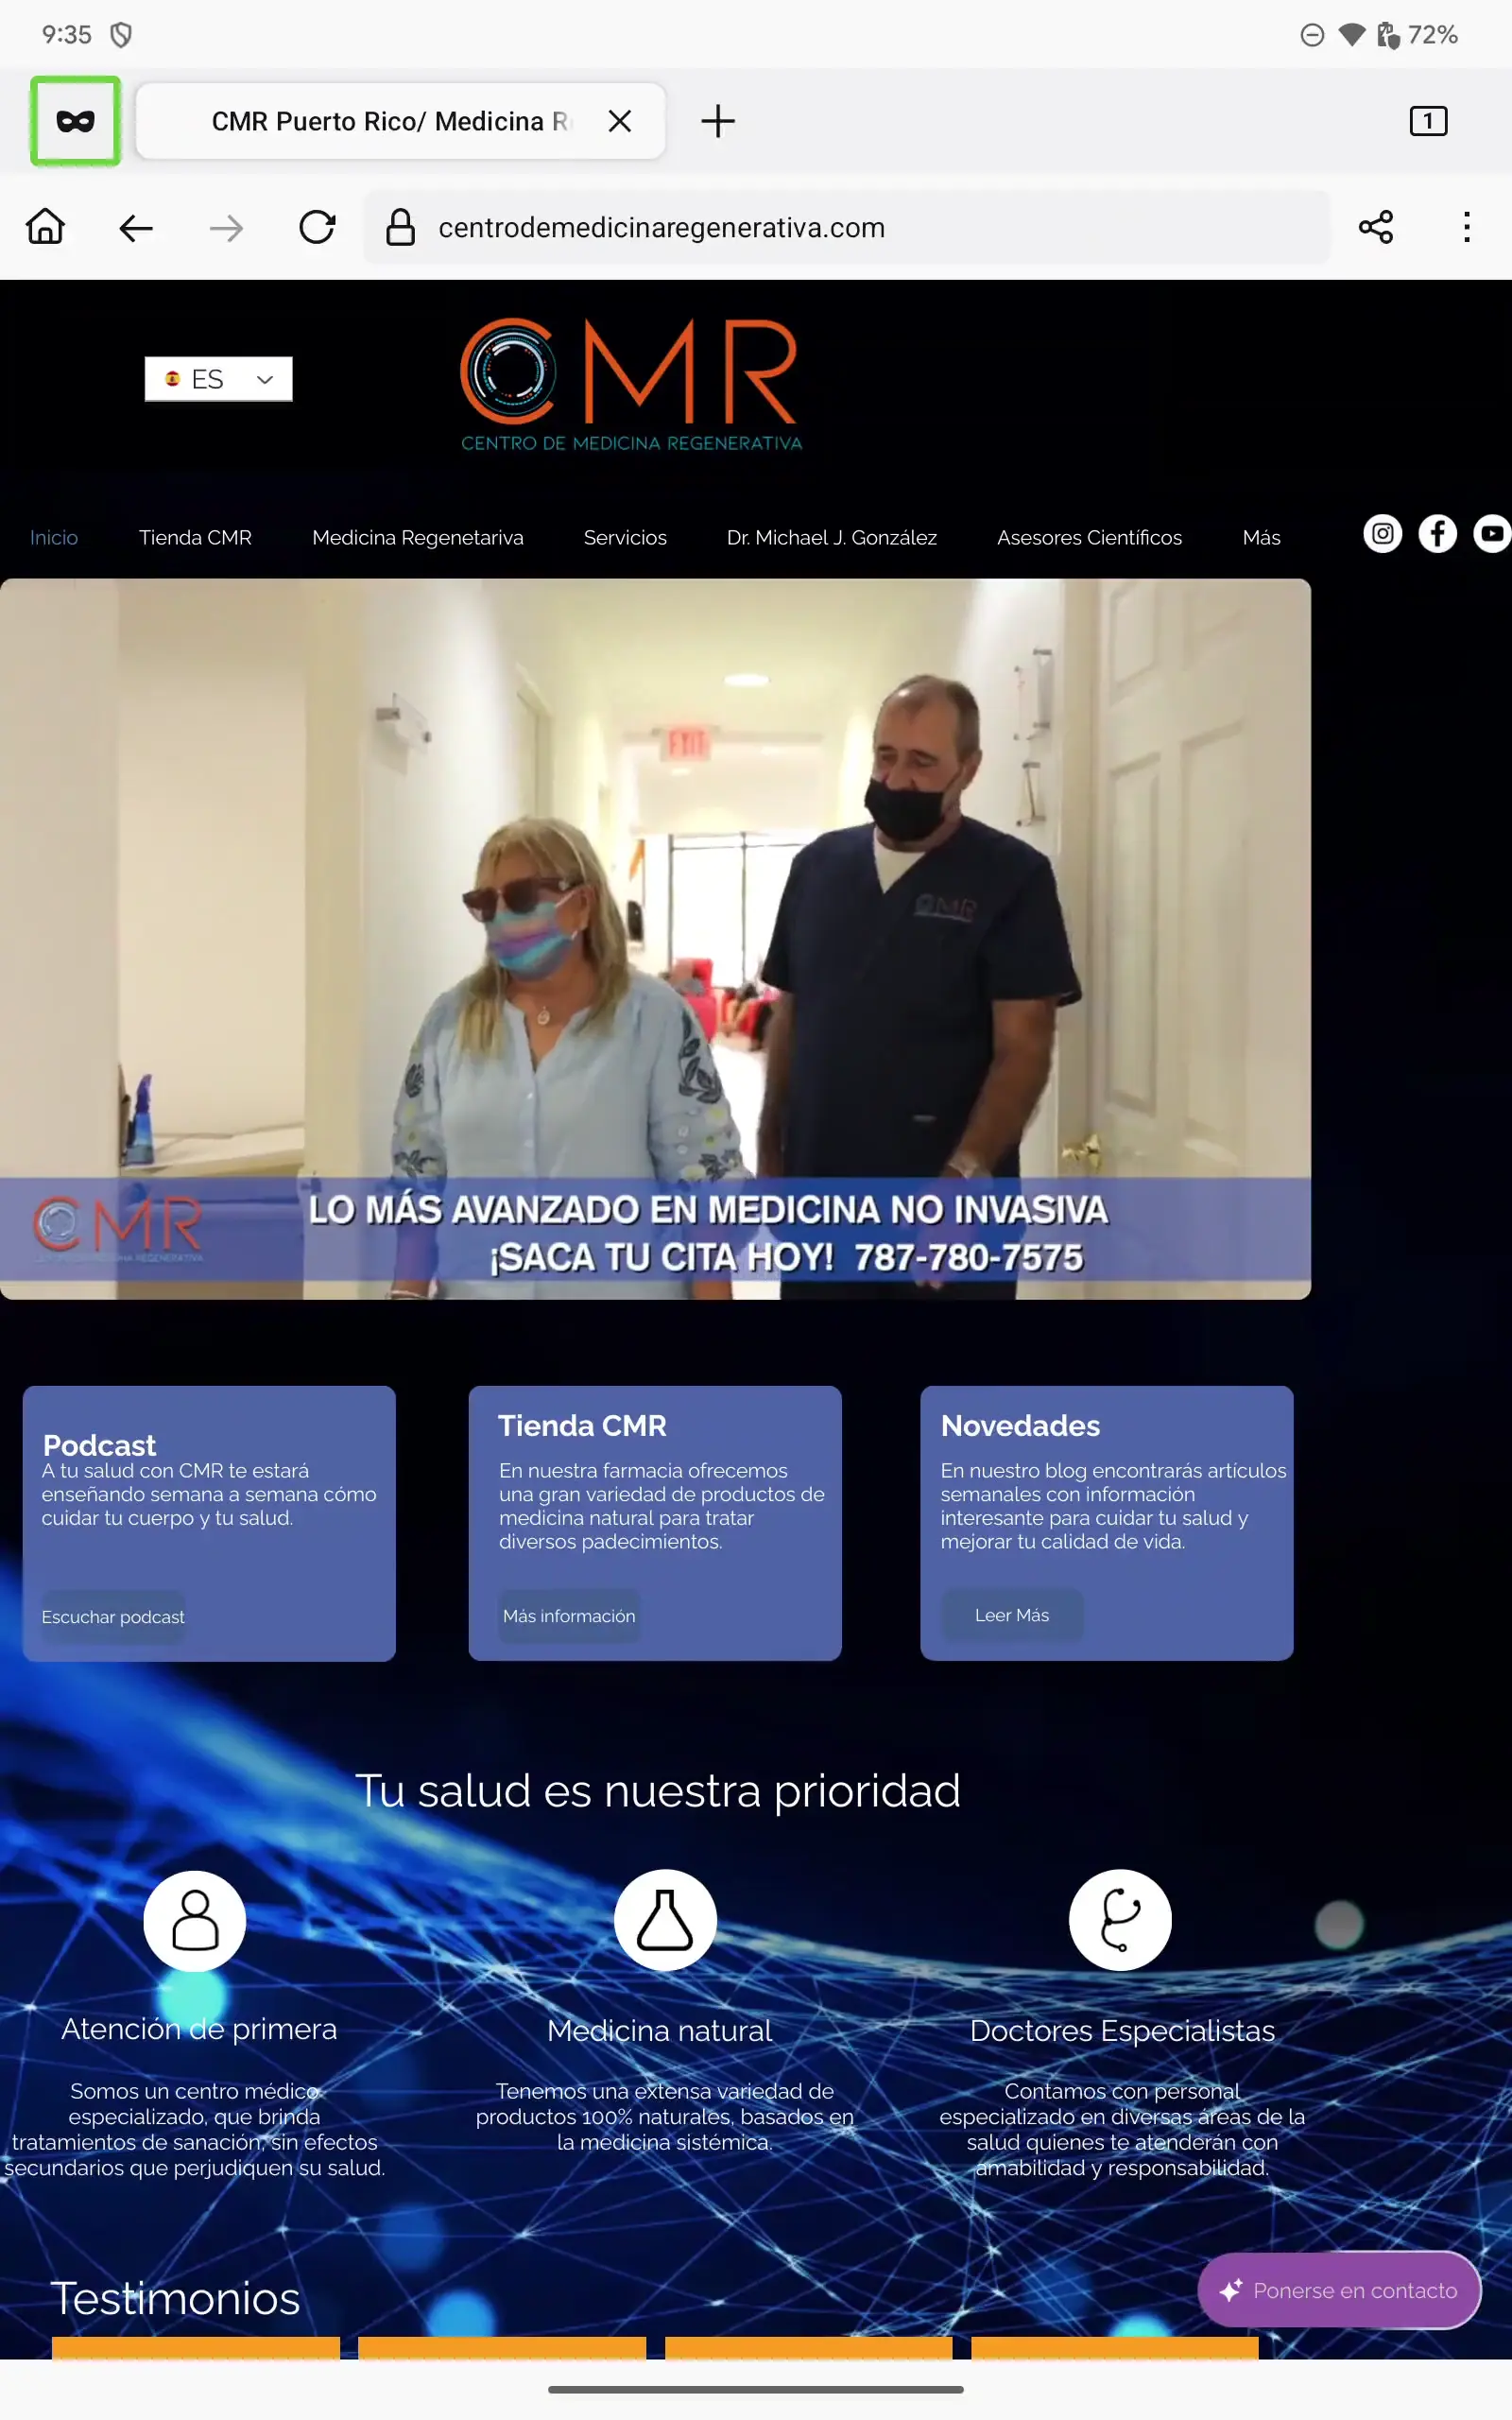 9:35
72%
CMR Puerto Rico/ Medicina R
1
centrodemedicinaregenerativa.com
ES
CMR
CENTRO DE MEDICINA REGENERATIVA
Inicio Tienda CMR Medicina Regenetariva Servicios Dr. Michael J. González Asesores Científicos Más
EXIT
CMR
CMR
LO MÁS AVANZADO EN MEDICINA NO INVASIVA
¡SACA TU CITA HOY! 787-780-7575
Podcast
A tu salud con CMR te estará
enseñando semana a semana cómo
cuidar tu cuerpo y tu salud.
Escuchar podcast
Tienda CMR
En nuestra farmacia ofrecemos
una gran variedad de productos de
medicina natural para tratar
diversos padecimientos.
Más información
Novedades
En nuestro blog encontrarás artículos
semanales con información
interesante para cuidar tu salud y
mejorar tu calidad de vida.
Leer Más
Tu salud es nuestra prioridad
Atención de primera
Somos un centro médico
especializado, que brinda
tratamientos de sanación, sin efectos
secundarios que perjudiquen su salud.
Medicina natural
Tenemos una extensa variedad de
productos 100% naturales, basados en
la medicina sistémica.
Doctores Especialistas
Contamos con personal
especializado en diversas áreas de la
salud quienes te atenderán con
amabilidad y responsabilidad.
Testimonios
Ponerse en contacto